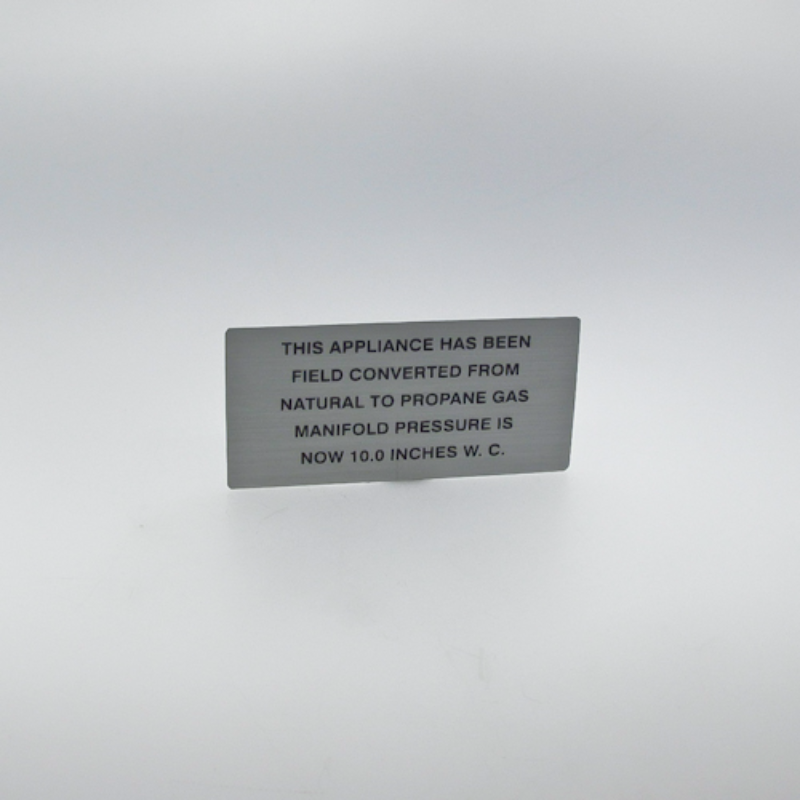 THIS APPLIANCE HAS BEEN
FIELD CONVERTED FROM
NATURAL TO PROPANE GAS
MANIFOLD PRESSURE IS
NOW 10.0 INCHES W. C.